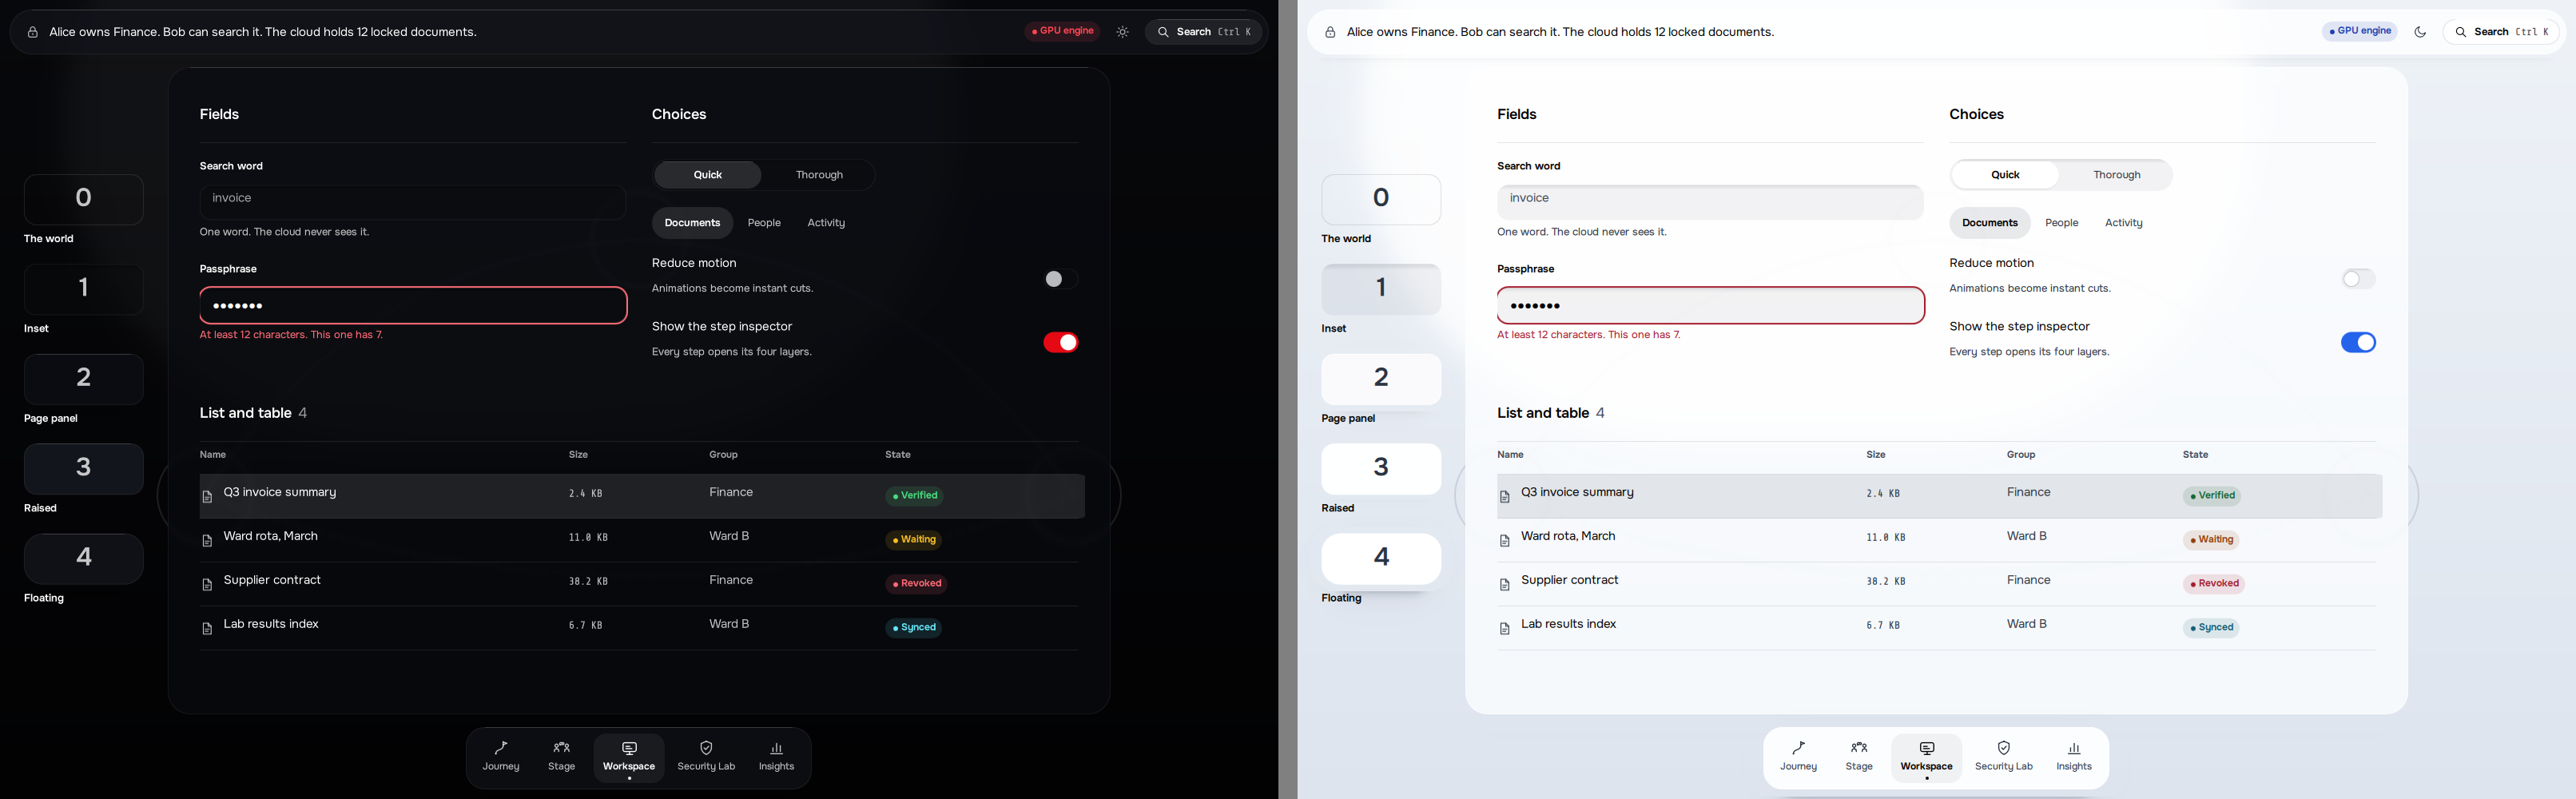 Alice owns Finance. Bob can search it. The cloud holds 12 locked documents.
GPU engine
Search Ctrl K
0
The world
1
Inset
2
Page panel
3
Raised
4
Floating
Fields
Search word
invoice
One word. The cloud never sees it.
Passphrase
At least 12 characters. This one has 7.
Choices
Quick Thorough
Documents People Activity
Reduce motion
Animations become instant cuts.
Show the step inspector
Every step opens its four layers.
List and table 4
Name Size Group State
Q3 invoice summary 2.4 KB Finance Verified
Ward rota, March 11.0 KB Ward B Waiting
Supplier contract 38.2 KB Finance Revoked
Lab results index 6.7 KB Ward B Synced
Journey Stage Workspace Security Lab Insights
Alice owns Finance. Bob can search it. The cloud holds 12 locked documents.
GPU engine
Search Ctrl K
0
The world
1
Inset
2
Page panel
3
Raised
4
Floating
Fields
Search word
invoice
One word. The cloud never sees it.
Passphrase
At least 12 characters. This one has 7.
Choices
Quick Thorough
Documents People Activity
Reduce motion
Animations become instant cuts.
Show the step inspector
Every step opens its four layers.
List and table 4
Name Size Group State
Q3 invoice summary 2.4 KB Finance Verified
Ward rota, March 11.0 KB Ward B Waiting
Supplier contract 38.2 KB Finance Revoked
Lab results index 6.7 KB Ward B Synced
Journey Stage Workspace Security Lab Insights